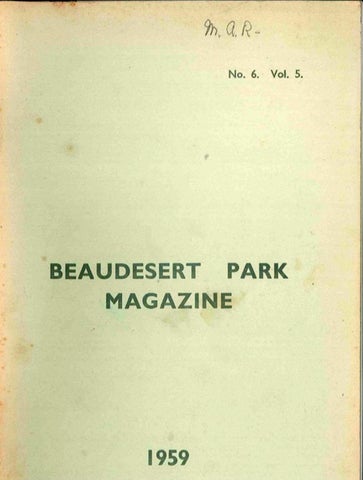 M. A. R-
No. 6. Vol. 5.
BEAUDESERT PARK
MAGAZINE
1959